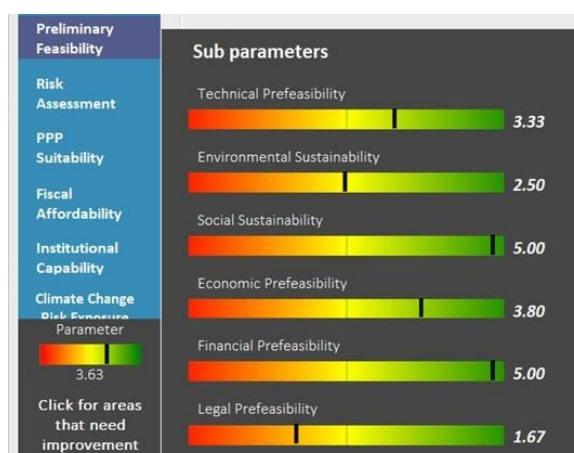 Preliminary
Feasibility
Risk
Assessment
PPP
Suitability
Fiscal
Affordability
Institutional
Capability
Climate Change
Risk Exposure
Parameter
3.63
Click for areas
that need
improvement
Sub parameters
Technical Prefeasibility
3.33
Environmental Sustainability
2.50
Social Sustainability
5.00
Economic Prefeasibility
3.80
Financial Prefeasibility
5.00
Legal Prefeasibility
1.67